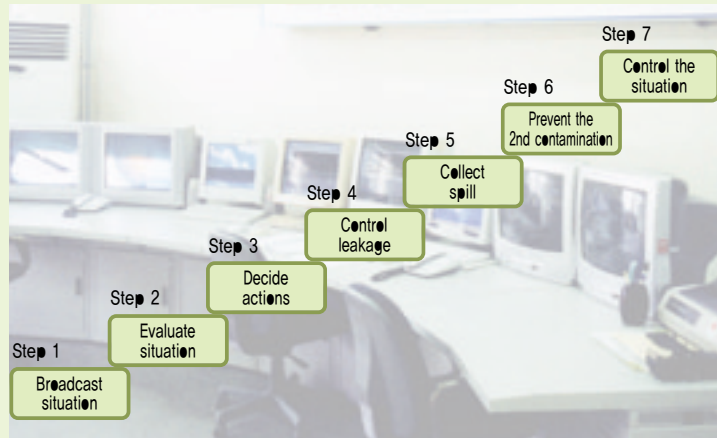 Step 1
Broadcast
situation
Step 2
Evaluate
situation
Step 3
Decide
actions
Step 4
Control
leakage
Step 5
Collect
spill
Step 6
Prevent the
2nd contamination
Step 7
Control the
situation